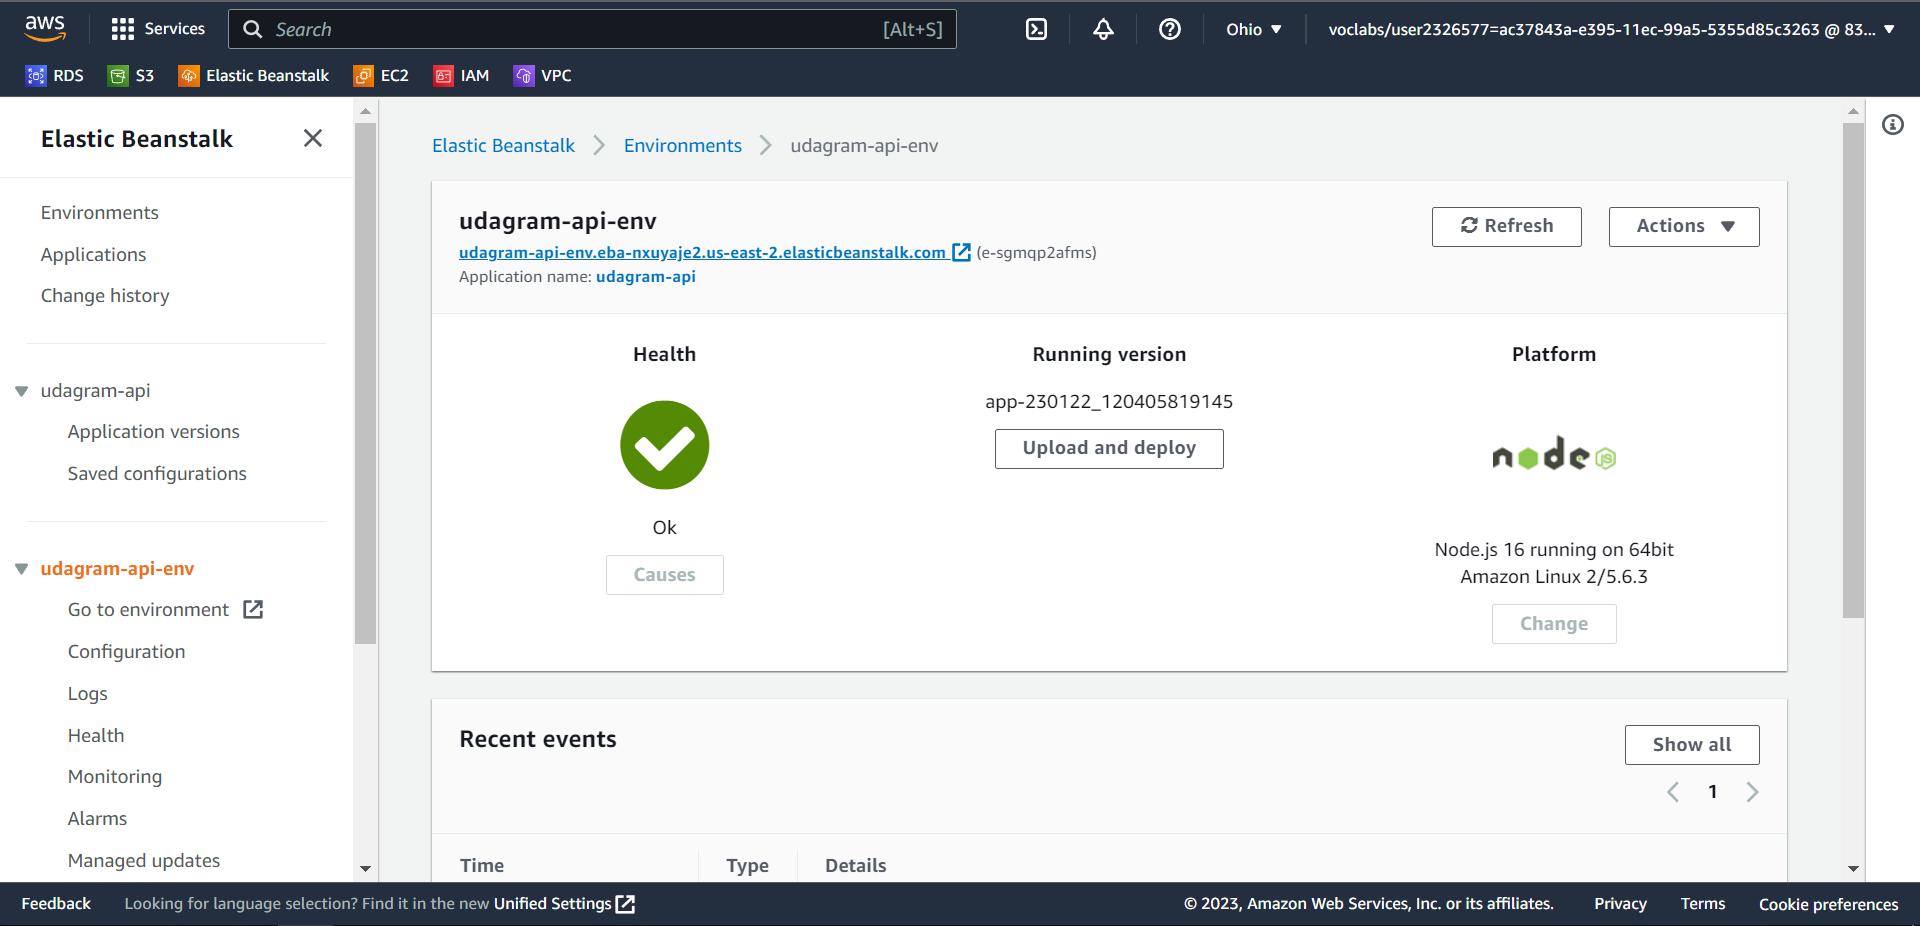 aws
Services
Search [Alt+S]
Ohio
voclabs/user2326577=ac37843a-e395-11ec-99a5-5355d85c3263 @ 83...
RDS S3 Elastic Beanstalk EC2 IAM VPC
Elastic Beanstalk
Environments
Applications
Change history
udagram-api
Application versions
Saved configurations
udagram-api-env
Go to environment
Configuration
Logs
Health
Monitoring
Alarms
Managed updates
Elastic Beanstalk Environments udagram-api-env
udagram-api-env
udagram-api-env.eba-nxuyaje2.us-east-2.elasticbeanstalk.com (e-sgmqp2afms)
Application name: udagram-api
Refresh
Actions
Health
Ok
Causes
Running version
app-230122_120405819145
Upload and deploy
Platform
node JS
Node.js 16 running on 64bit
Amazon Linux 2/5.6.3
Change
Recent events
Show all
1
Time Type Details
Feedback Looking for language selection? Find it in the new Unified Settings
© 2023, Amazon Web Services, Inc. or its affiliates. Privacy Terms Cookie preferences